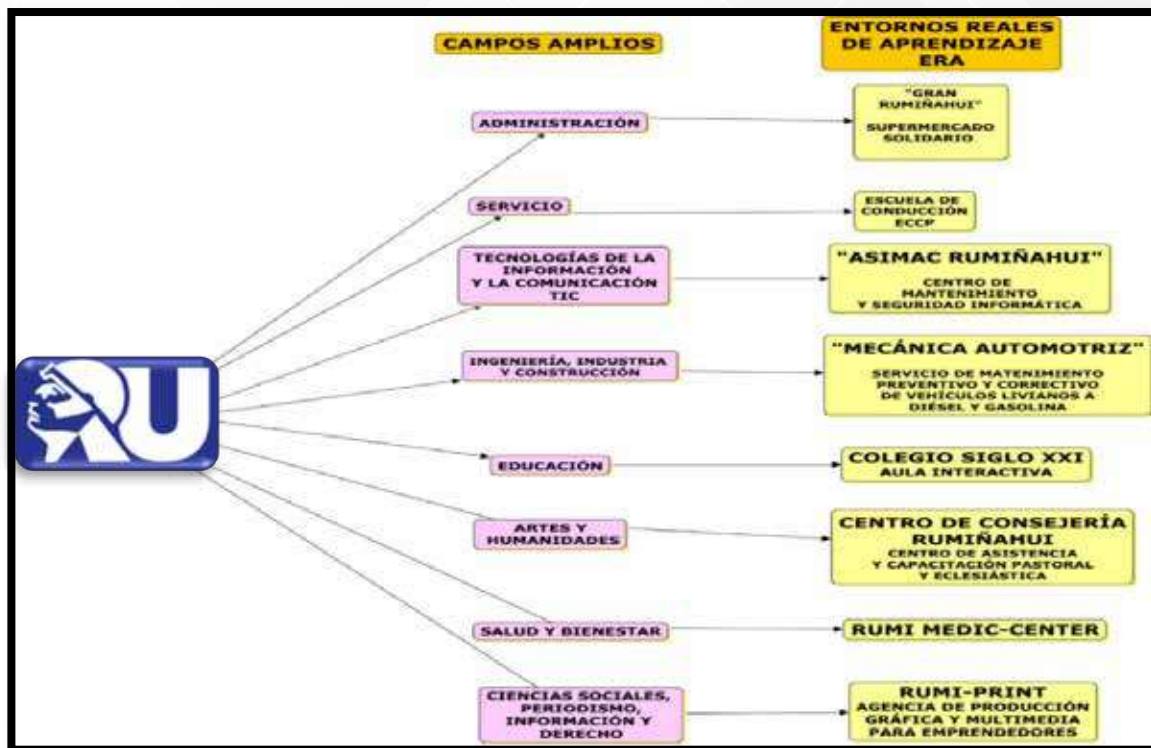 CAMPOS AMPLIOS
ENTORNOS REALES
DE APRENDIZAJE
ERA
ADMINISTRACIÓN
"GRAN
RUMIÑAHUI"
SUPERMERCADO
SOLIDARIO
SERVICIO
ESCUELA DE
CONDUCCIÓN
ECCP
TECNOLOGÍAS DE LA
INFORMACIÓN
Y LA COMUNICACIÓN
TIC
"ASIMAC RUMIÑAHUI"
CENTRO DE
MANTENIMIENTO
Y SEGURIDAD INFORMÁTICA
INGENIERÍA, INDUSTRIA
Y CONSTRUCCIÓN
"MECÁNICA AUTOMOTRIZ"
SERVICIO DE MATENIMIENTO
PREVENTIVO Y CORRECTIVO
DE VEHÍCULOS LIVIANOS A
DIÉSEL Y GASOLINA
RU
EDUCACIÓN
COLEGIO SIGLO XXI
AULA INTERACTIVA
ARTES Y
HUMANIDADES
CENTRO DE CONSEJERÍA
RUMIÑAHUI
CENTRO DE ASISTENCIA
Y CAPACITACIÓN PASTORAL
Y ECLESIÁSTICA
SALUD Y BIENESTAR
RUMI MEDIC-CENTER
CIENCIAS SOCIALES,
PERIODISMO,
INFORMACIÓN Y
DERECHO
RUMI-PRINT
AGENCIA DE PRODUCCIÓN
GRÁFICA Y MULTIMEDIA
PARA EMPRENDEDORES